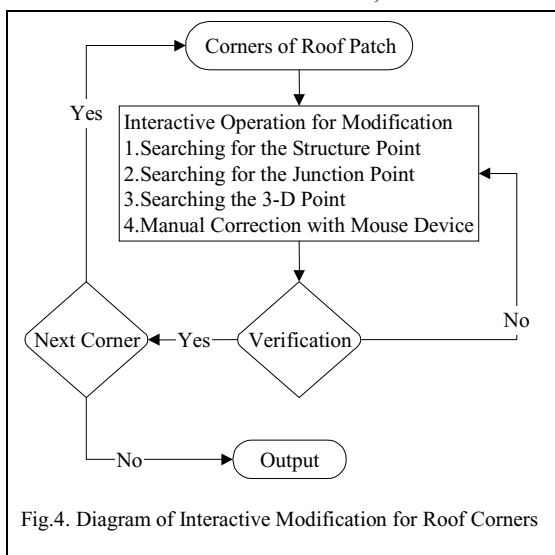 Corners of Roof Patch
Yes
Interactive Operation for Modification
1.Searching for the Structure Point
2.Searching for the Junction Point
3.Searching the 3-D Point
4.Manual Correction with Mouse Device
No
Next Corner
Yes
Verification
No
Output
Fig.4. Diagram of Interactive Modification for Roof Corners